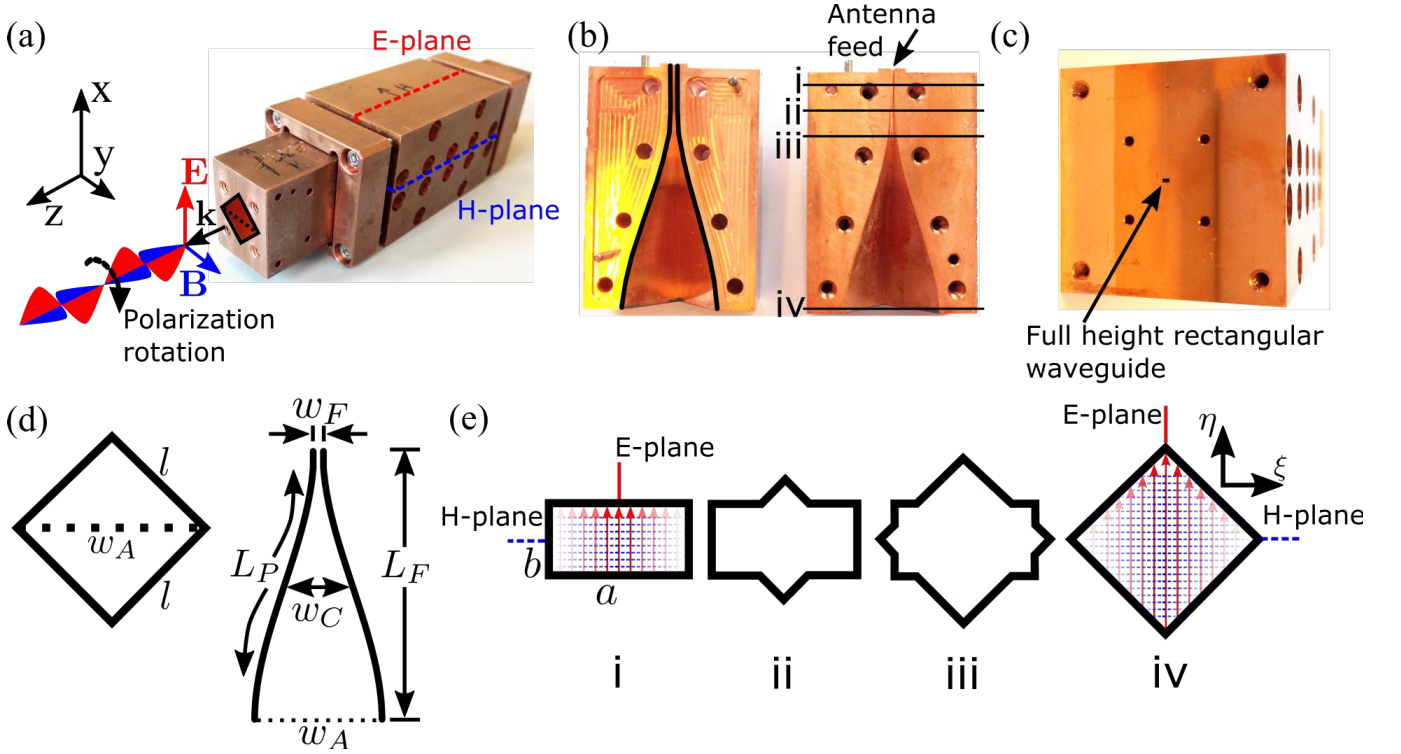 (a)
x
y
z
E
k
B
E-plane
H-plane
Polarization
rotation
(b)
Antenna
feed
i
ii
iii
iv
(c)
Full height rectangular
waveguide
(d)
l
w_A
l
w_F
L_P
w_C
L_F
w_A
(e)
E-plane
H-plane
b
a
E-plane
η
ξ
H-plane
i
ii
iii
iv